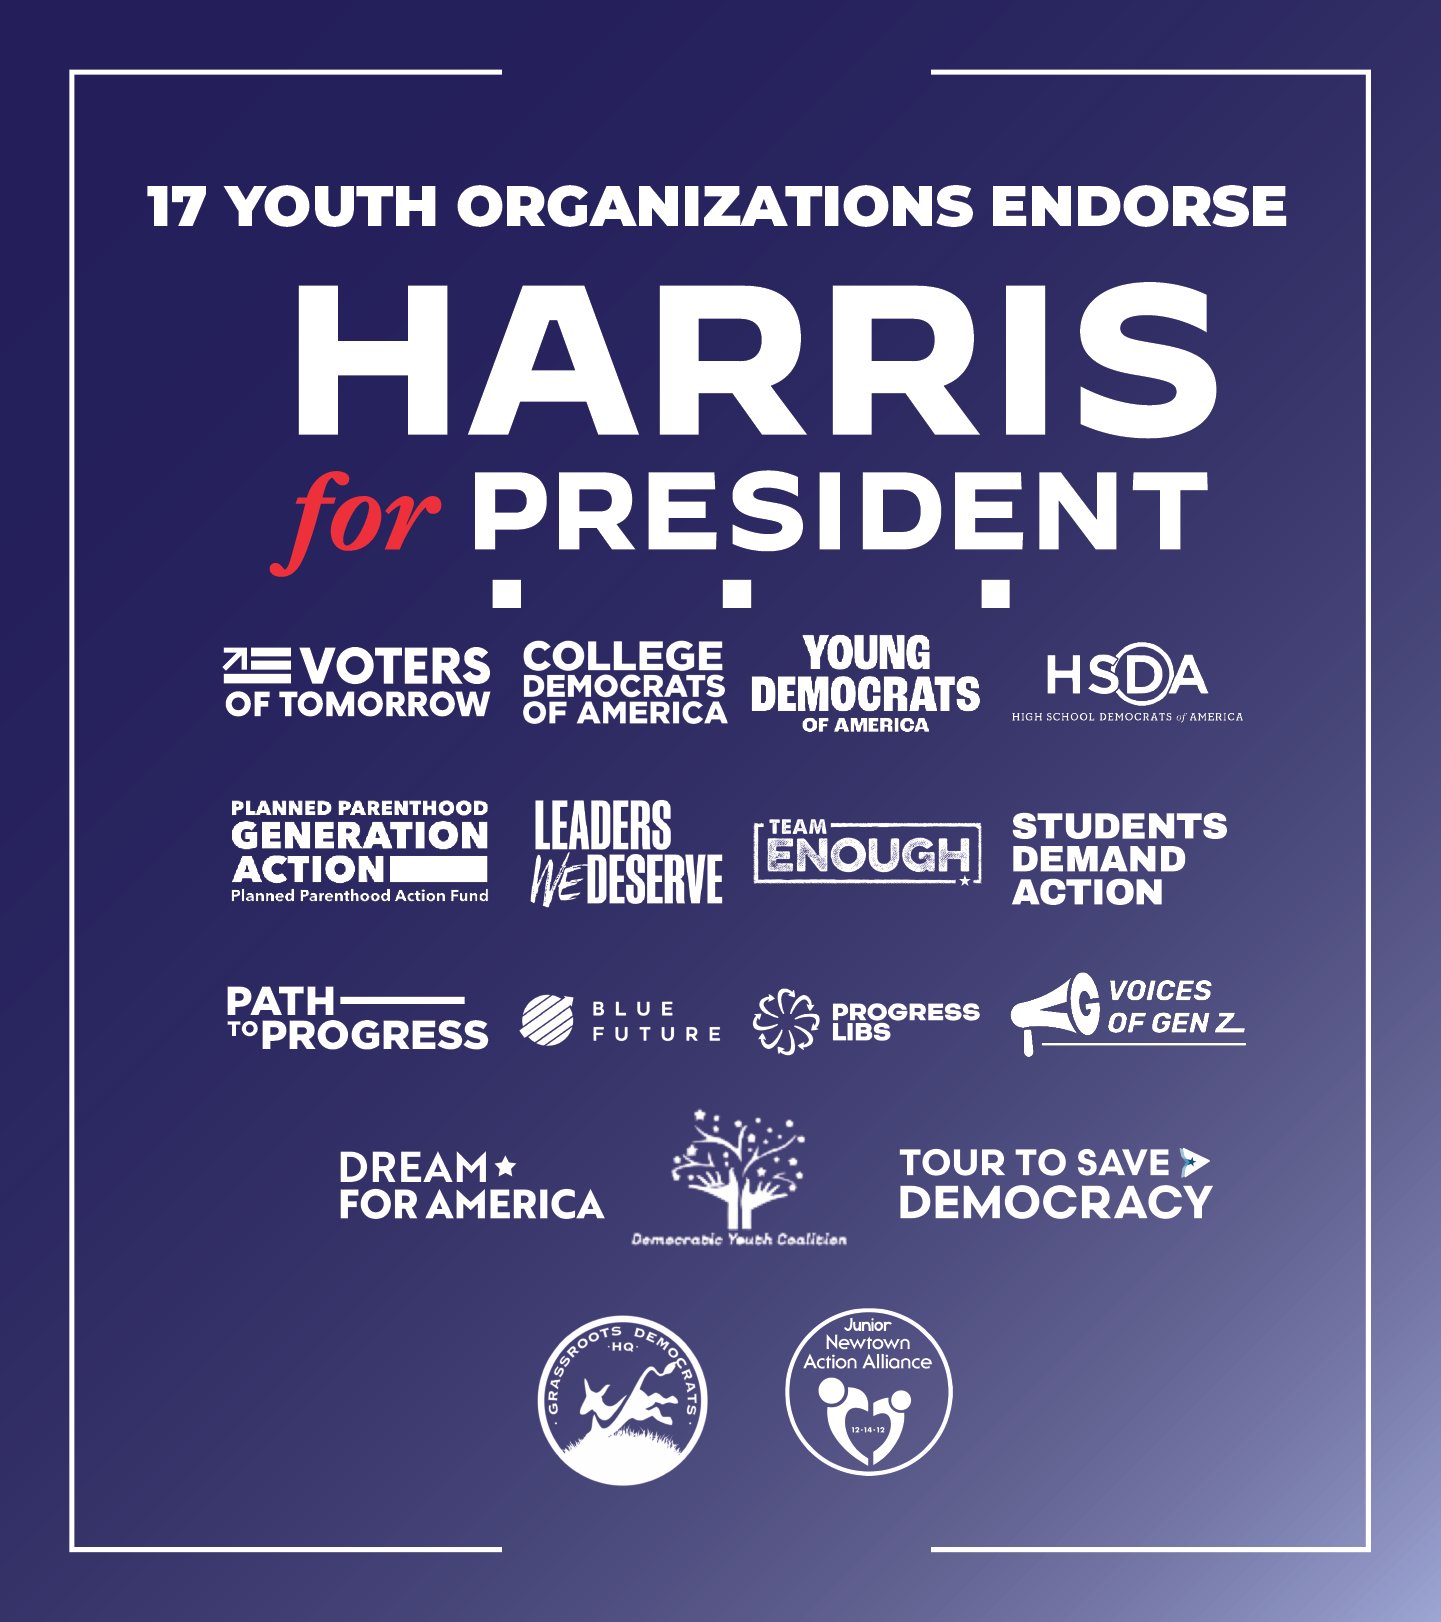 17 YOUTH ORGANIZATIONS ENDORSE
HARRIS
for PRESIDENT
VOTERS
OF TOMORROW
COLLEGE
DEMOCRATS
OF AMERICA
YOUNG
DEMOCRATS
OF AMERICA
HSDA
HIGH SCHOOL DEMOCRATS of AMERICA
PLANNED PARENTHOOD
GENERATION
ACTION
Planned Parenthood Action Fund
LEADERS
WE DESERVE
TEAM
ENOUGH
STUDENTS
DEMAND
ACTION
PATH
TO PROGRESS
BLUE
FUTURE
PROGRESS
LIBS
G
VOICES
OF GEN Z
DREAM
FOR AMERICA
Democratic Youth Coalition
TOUR TO SAVE
DEMOCRACY
· GRASSROOTS DEMOCRATS ·
·HQ·
Junior
Newtown
Action Alliance
12·14·12